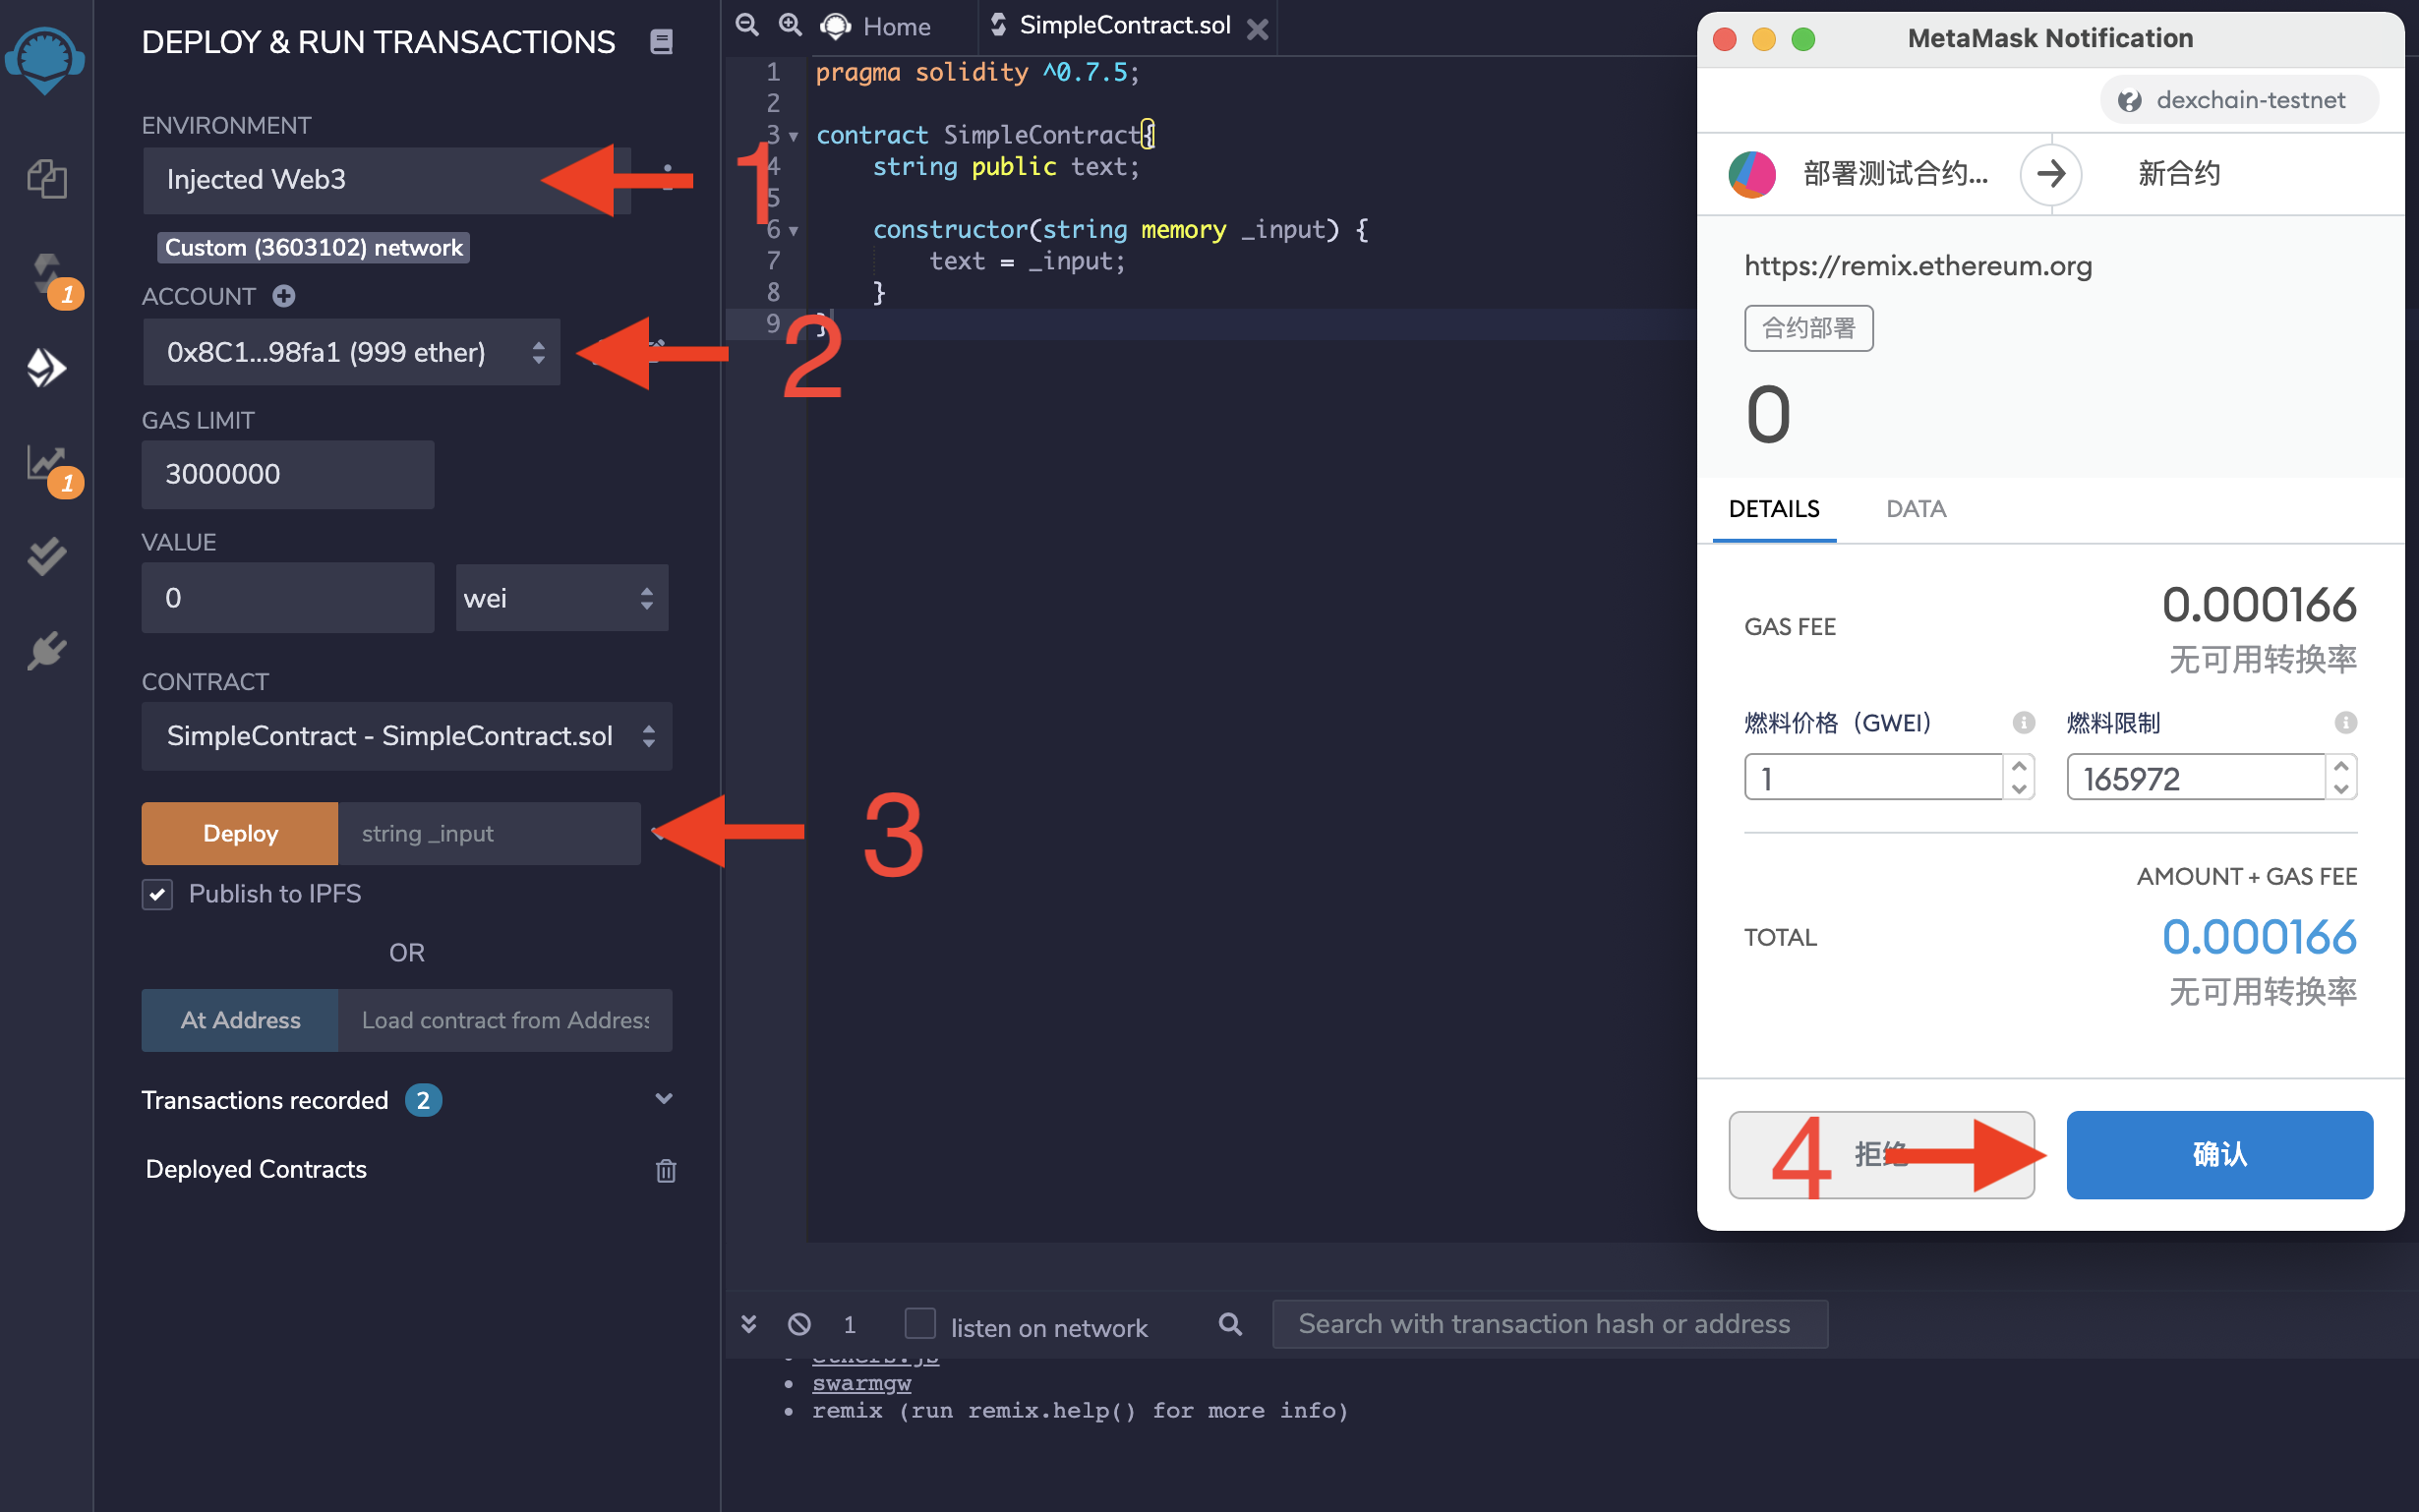 DEPLOY & RUN TRANSACTIONS
ENVIRONMENT
Injected Web3
Custom (3603102) network
ACCOUNT
0x8C1...98fa1 (999 ether)
GAS LIMIT
3000000
VALUE
0
wei
CONTRACT
SimpleContract - SimpleContract.sol
Deploy
string _input
Publish to IPFS
OR
At Address
Load contract from Address
Transactions recorded 2
Deployed Contracts
1
1
1
2
3
4
Home
SimpleContract.sol
1 pragma solidity ^0.7.5;
2
3 contract SimpleContract{
4 string public text;
5
6 constructor(string memory _input) {
7 text = _input;
8 }
9 }
1
listen on network
Search with transaction hash or address
ethers.js
swarmgw
remix (run remix.help() for more info)
MetaMask Notification
dexchain-testnet
部署测试合约...
新合约
https://remix.ethereum.org
合约部署
0
DETAILS
DATA
GAS FEE
0.000166
无可用转换率
燃料价格（GWEI）
燃料限制
1
165972
AMOUNT + GAS FEE
TOTAL
0.000166
无可用转换率
拒绝
确认